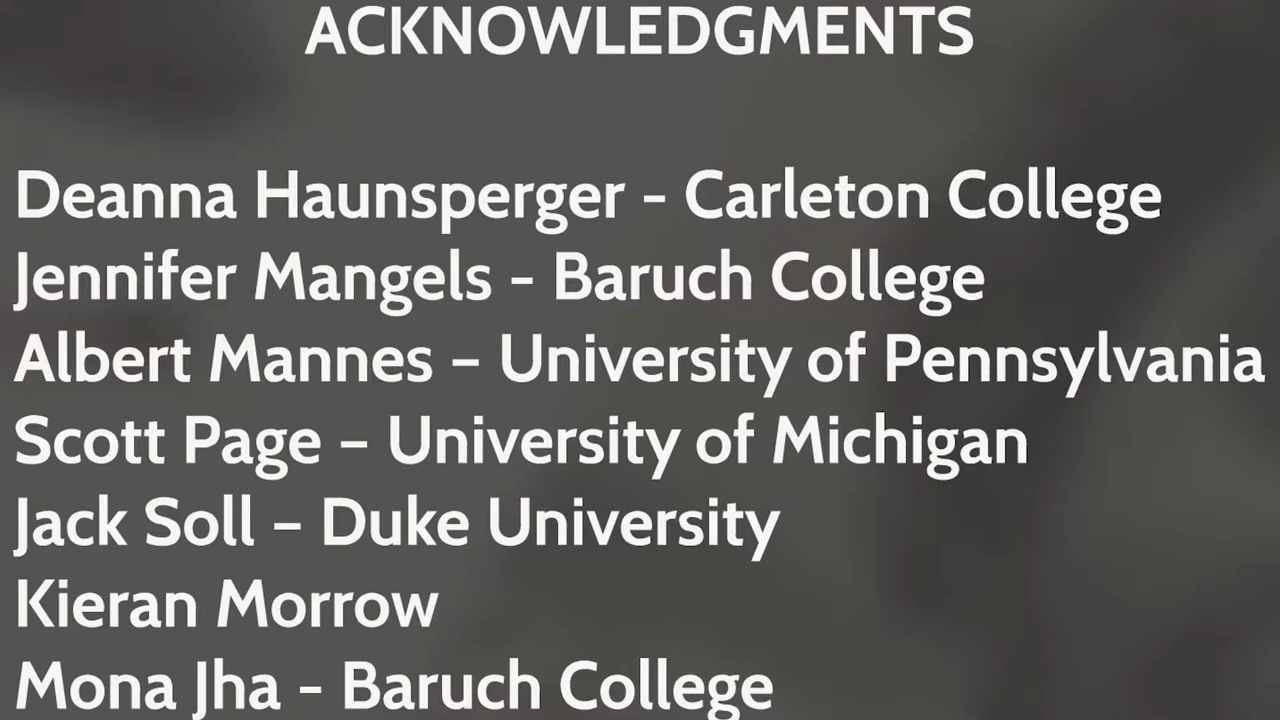 ACKNOWLEDGMENTS
Deanna Haunsperger - Carleton College
Jennifer Mangels - Baruch College
Albert Mannes – University of Pennsylvania
Scott Page – University of Michigan
Jack Soll – Duke University
Kieran Morrow
Mona Jha - Baruch College